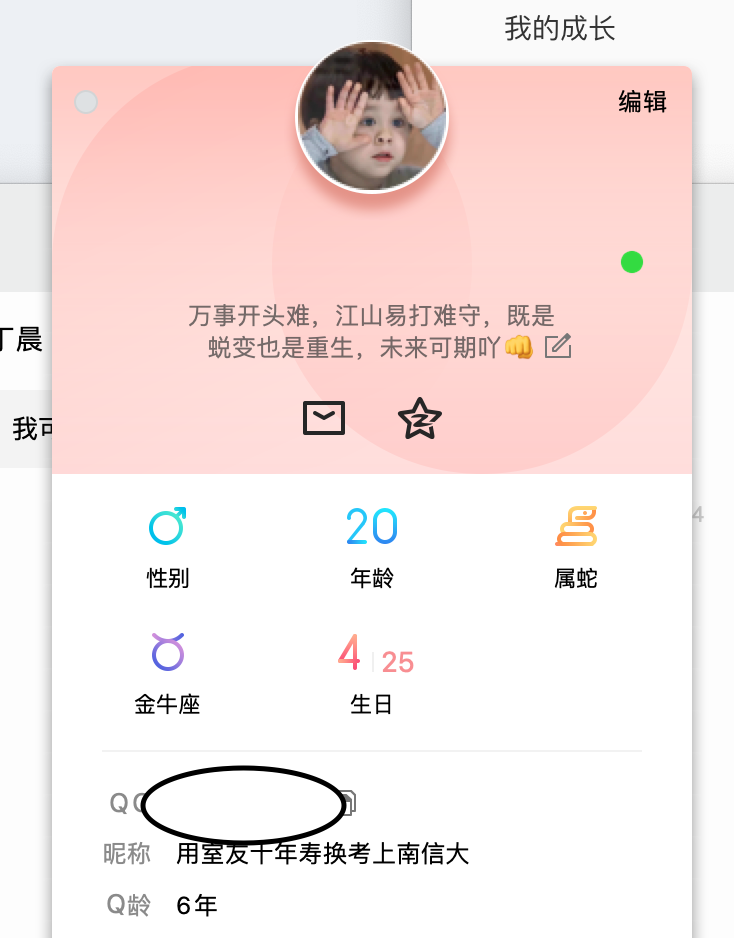 我的成长
编辑
万事开头难，江山易打难守，既是
蜕变也是重生，未来可期吖👊
丁晨
我可
20
4
性别 年龄 属蛇
4 25
金牛座 生日
昵称 用室友十年寿换考上南信大
Q龄 6年